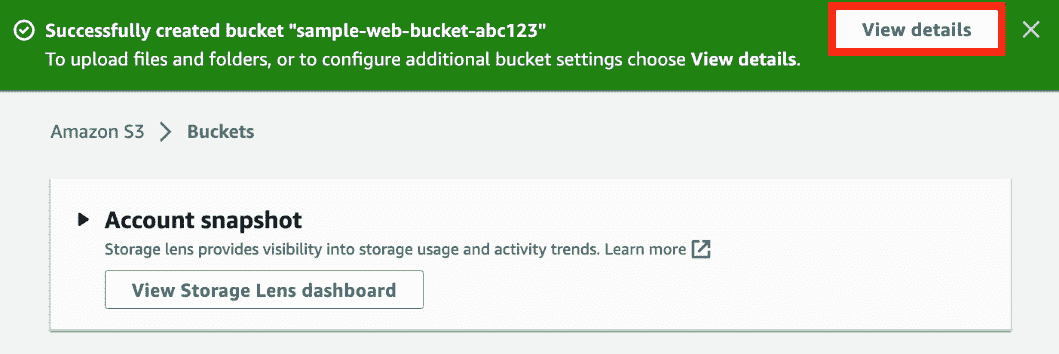 Successfully created bucket "sample-web-bucket-abc123"
View details
To upload files and folders, or to configure additional bucket settings choose View details.
Amazon S3 > Buckets
Account snapshot
Storage lens provides visibility into storage usage and activity trends. Learn more
View Storage Lens dashboard